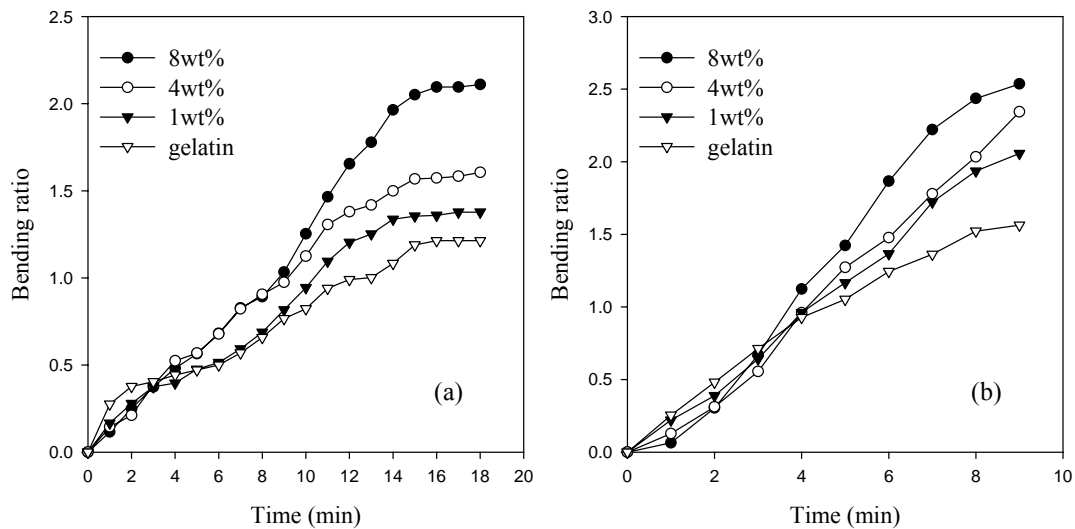 2.5
2.0
1.5
1.0
0.5
0.0
Bending ratio
8wt%
4wt%
1wt%
gelatin
(a)
0 2 4 6 8 10 12 14 16 18 20
Time (min)
3.0
2.5
2.0
1.5
1.0
0.5
0.0
Bending ratio
8wt%
4wt%
1wt%
gelatin
(b)
0 2 4 6 8 10
Time (min)